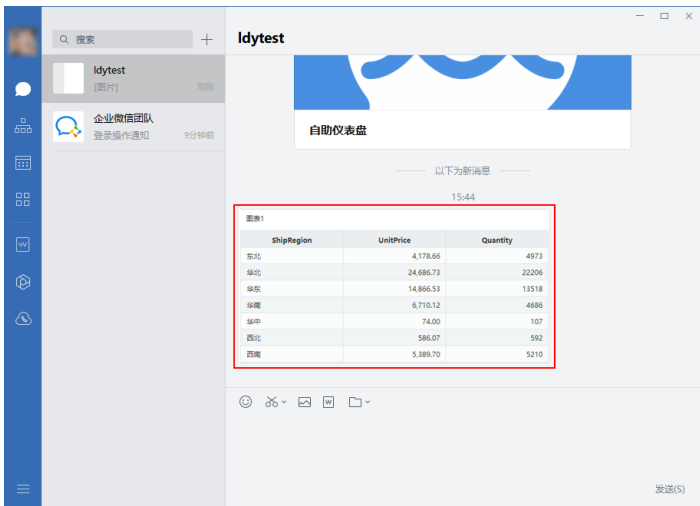 搜索
ldytest
[图片] 刚刚
企业微信团队
登录操作通知 9分钟前
ldytest
自助仪表盘
以下为新消息
15:44
图表1
ShipRegion UnitPrice Quantity
东北 4,178.66 4973
华北 24,686.73 22206
华东 14,866.53 13518
华南 6,710.12 4686
华中 74.00 107
西北 586.07 592
西南 5,389.70 5210
发送(S)